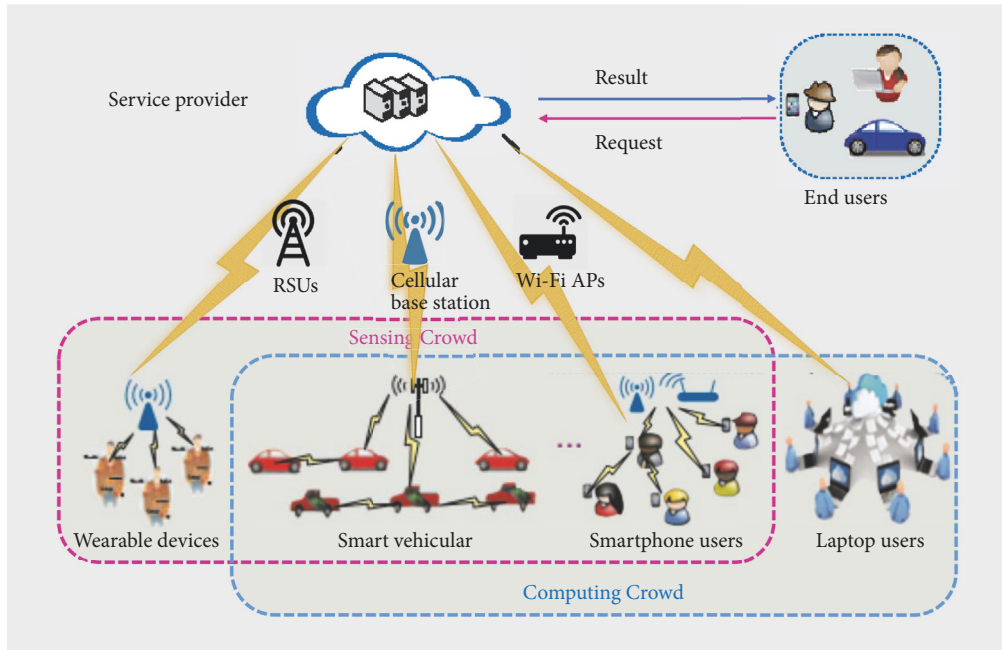 Service provider
Result
Request
End users
RSUs
Cellular
base station
Wi-Fi APs
Sensing Crowd
...
Wearable devices
Smart vehicular
Smartphone users
Laptop users
Computing Crowd